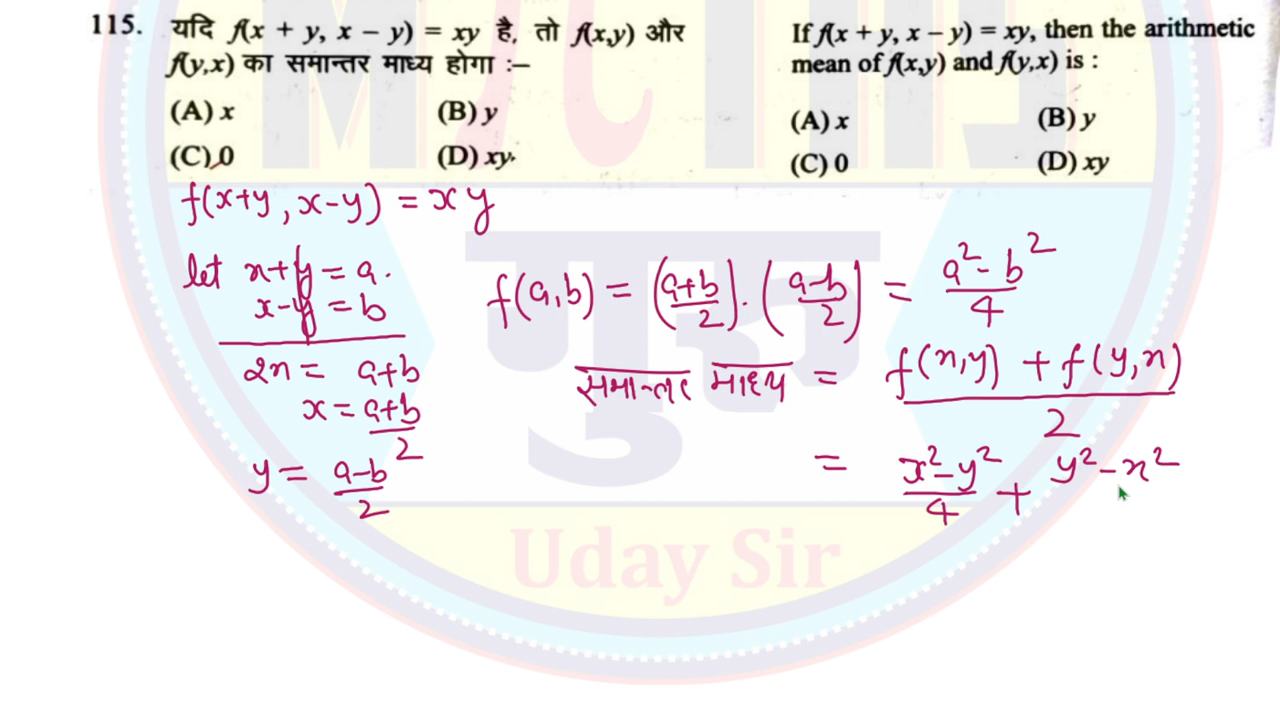 115. यदि f(x + y, x – y) = xy है, तो f(x,y) और
f(y,x) का समान्तर माध्य होगा :–
(A) x (B) y
(C) 0 (D) xy
If f(x + y, x – y) = xy, then the arithmetic
mean of f(x,y) and f(y,x) is :
(A) x (B) y
(C) 0 (D) xy
f(x+y, x-y) = xy
let x+y = a.
x-y = b
2x = a+b
x = a+b/2
y = a-b/2
f(a,b) = (a+b/2).(a-b/2) = a²-b²/4
समान्तर माध्य = f(x,y) + f(y,x)/2
= x²-y²/4 + y²-x²
गुरु
Uday Sir